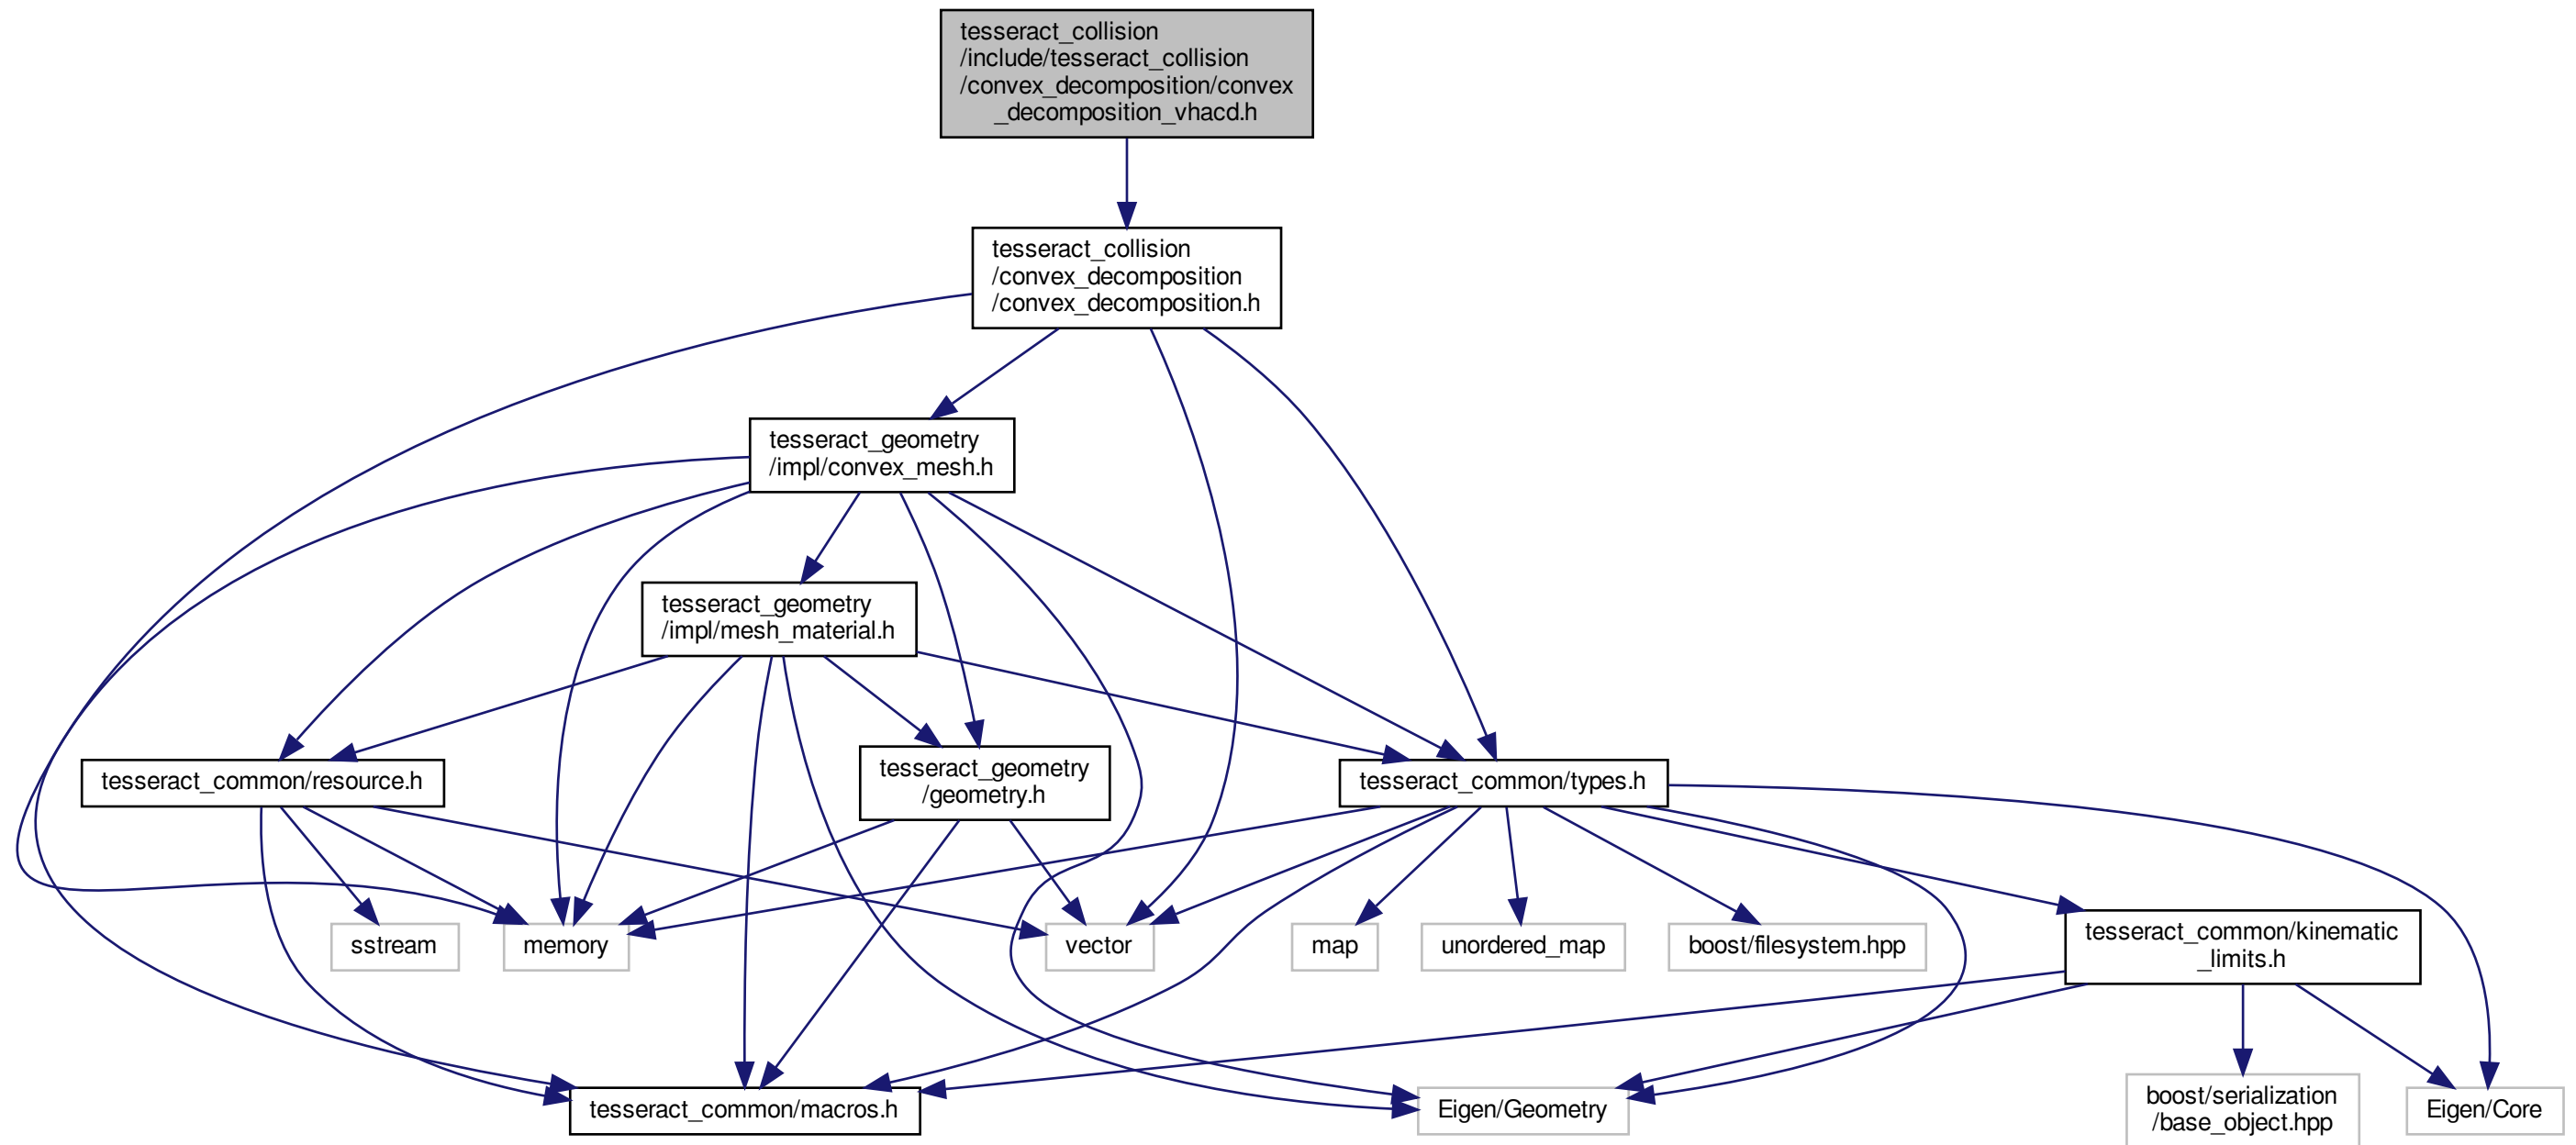 tesseract_collision
/include/tesseract_collision
/convex_decomposition/convex
_decomposition_vhacd.h
tesseract_collision
/convex_decomposition
/convex_decomposition.h
tesseract_geometry
/impl/convex_mesh.h
tesseract_geometry
/impl/mesh_material.h
tesseract_common/resource.h
tesseract_geometry
/geometry.h
tesseract_common/types.h
sstream
memory
vector
map
unordered_map
boost/filesystem.hpp
tesseract_common/kinematic
_limits.h
tesseract_common/macros.h
Eigen/Geometry
boost/serialization
/base_object.hpp
Eigen/Core